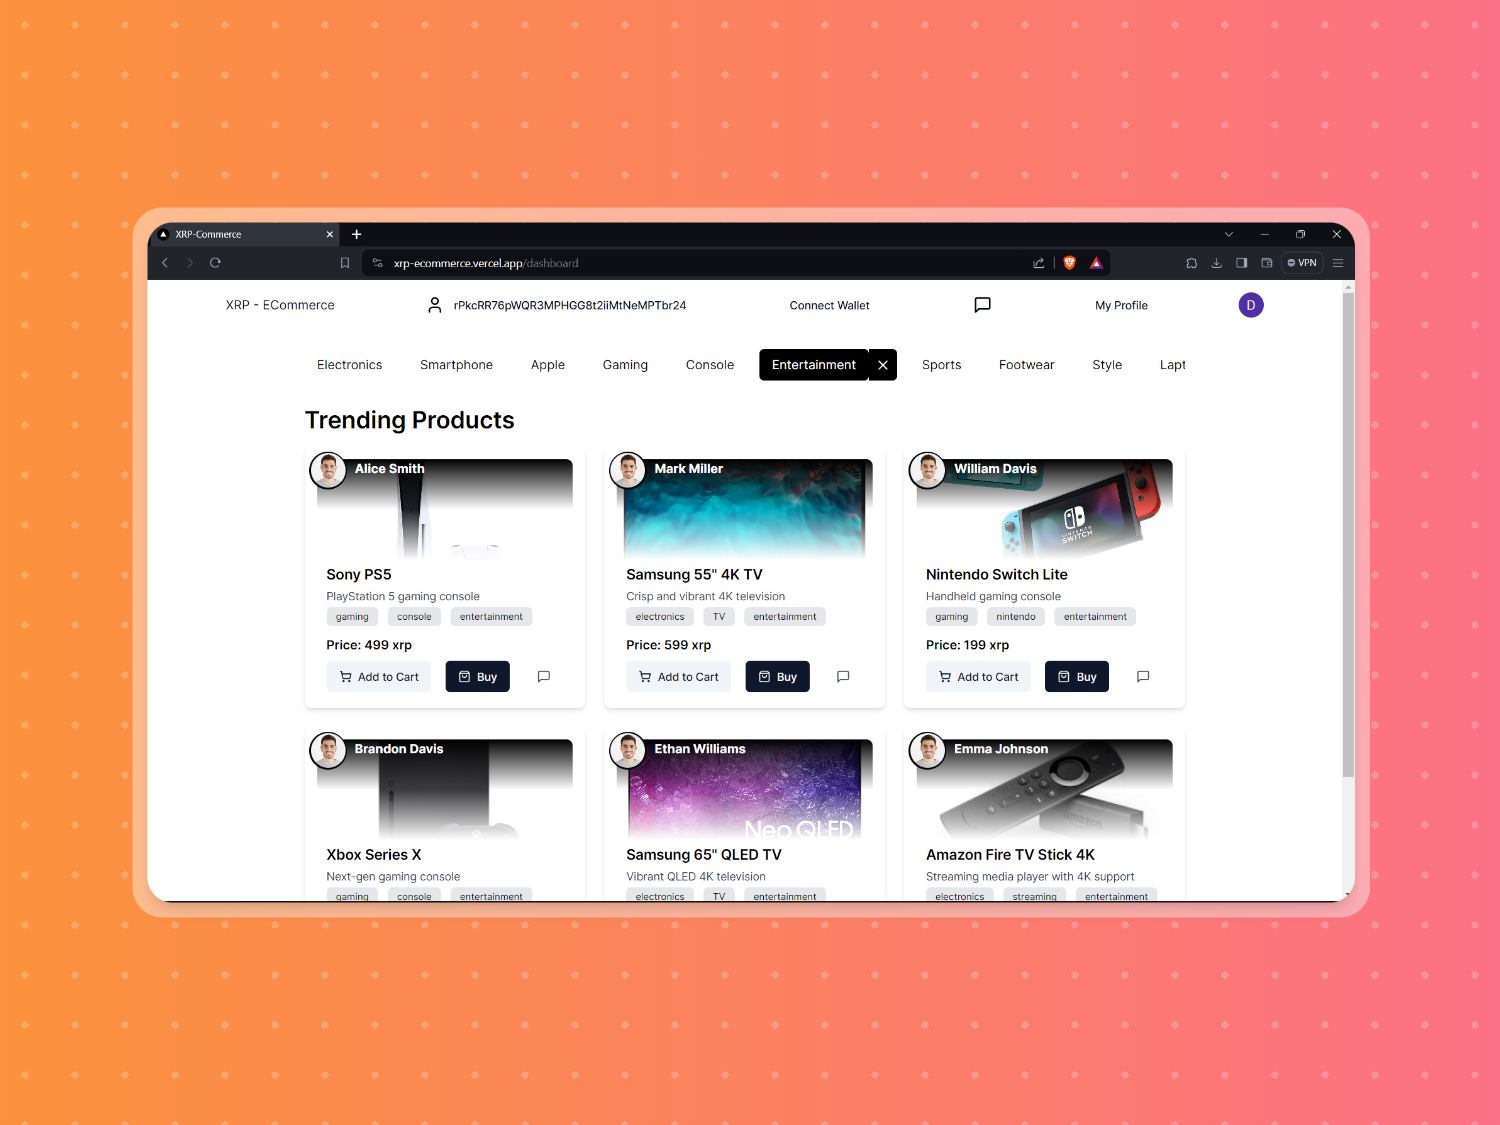 XRP-Commerce
xrp-ecommerce.vercel.app/dashboard
VPN
XRP - ECommerce
rPkcRR76pWQR3MPHGG8t2iiMtNeMPTbr24
Connect Wallet
My Profile
D
Electronics Smartphone Apple Gaming Console Entertainment Sports Footwear Style Lapt
Trending Products
Alice Smith
Sony PS5
PlayStation 5 gaming console
gaming console entertainment
Price: 499 xrp
Add to Cart Buy
Mark Miller
Samsung 55" 4K TV
Crisp and vibrant 4K television
electronics TV entertainment
Price: 599 xrp
Add to Cart Buy
William Davis
NINTENDO
SWITCH
Nintendo Switch Lite
Handheld gaming console
gaming nintendo entertainment
Price: 199 xrp
Add to Cart Buy
Brandon Davis
Xbox Series X
Next-gen gaming console
gaming console entertainment
Ethan Williams
Neo QLED
Samsung 65" QLED TV
Vibrant QLED 4K television
electronics TV entertainment
Emma Johnson
amazon
Amazon Fire TV Stick 4K
Streaming media player with 4K support
electronics streaming entertainment